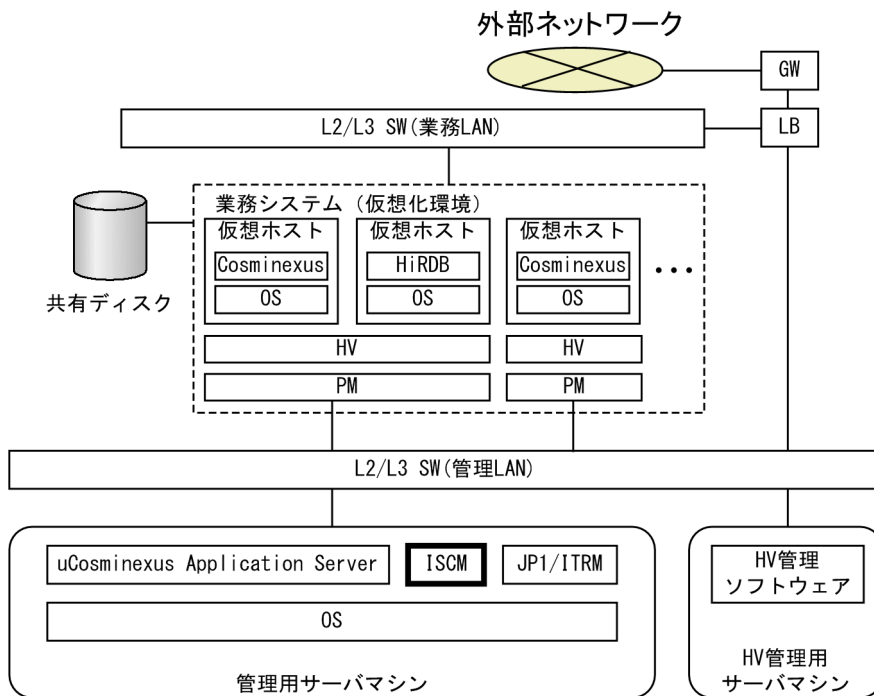 外部ネットワーク
GW
L2/L3 SW(業務LAN)
LB
業務システム（仮想化環境）
仮想ホスト
仮想ホスト
仮想ホスト
Cosminexus
HiRDB
Cosminexus
・・・
OS
OS
OS
共有ディスク
HV
HV
PM
PM
L2/L3 SW(管理LAN)
uCosminexus Application Server
ISCM
JP1/ITRM
OS
管理用サーバマシン
HV管理
ソフトウェア
HV管理用
サーバマシン